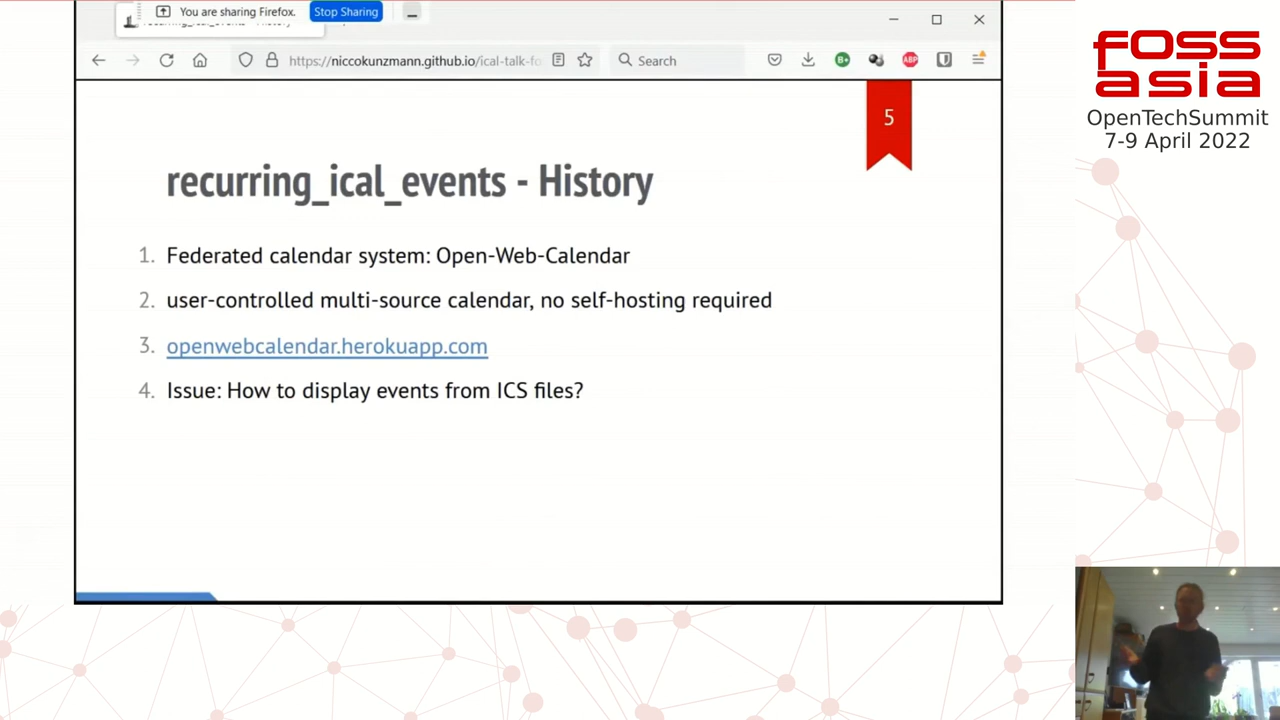 You are sharing Firefox.
Stop Sharing
https://niccokunzmann.github.io/ical-talk-fo
Search
ABP
5
recurring_ical_events - History
1. Federated calendar system: Open-Web-Calendar
2. user-controlled multi-source calendar, no self-hosting required
3. openwebcalendar.herokuapp.com
4. Issue: How to display events from ICS files?
FOSS
asia
OpenTechSummit
7-9 April 2022